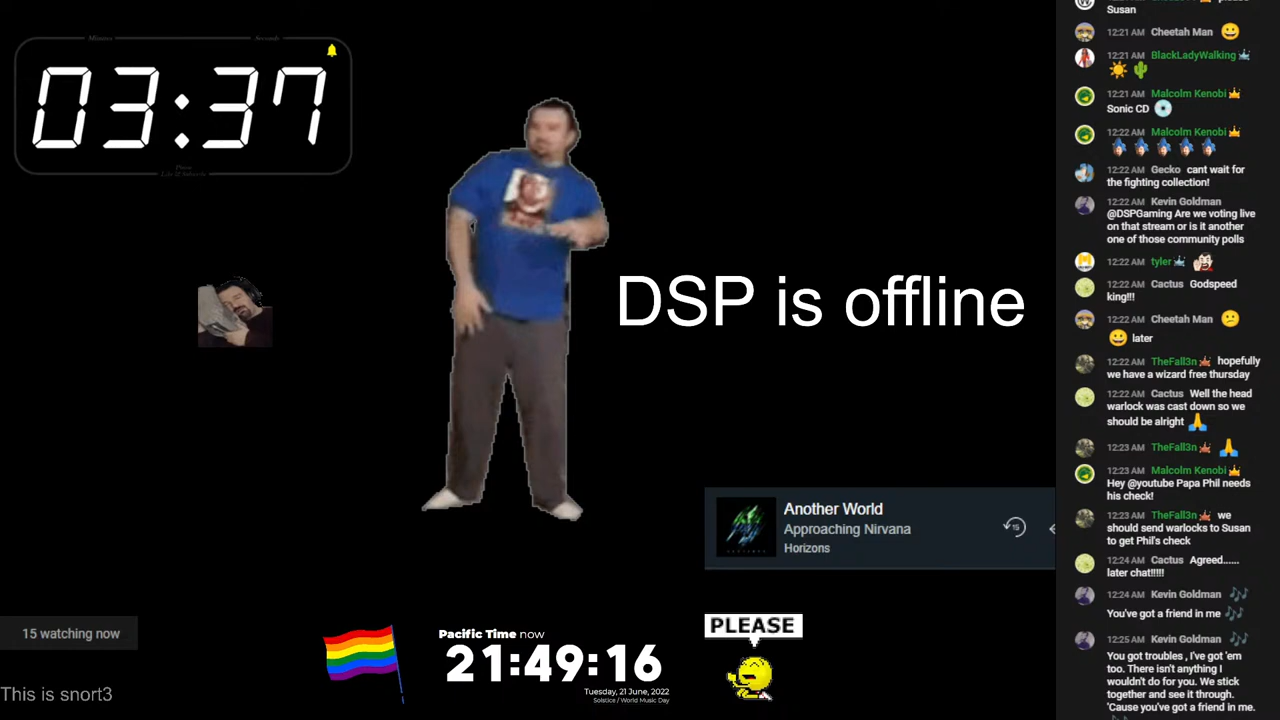 Minutes
Seconds
03:37
Please
Like & Subscribe
DSP is offline
Another World
Approaching Nirvana
Horizons
15
15 watching now
This is snort3
Pacific Time now
21:49:16
Tuesday, 21 June, 2022
Solstice / World Music Day
PLEASE
Susan
12:21 AM Cheetah Man
12:21 AM BlackLadyWalking
12:21 AM Malcolm Kenobi
Sonic CD
12:22 AM Malcolm Kenobi
12:22 AM Gecko cant wait for
the fighting collection!
12:22 AM Kevin Goldman
@DSPGaming Are we voting live
on that stream or is it another
one of those community polls
12:22 AM tyler
12:22 AM Cactus Godspeed
king!!!
12:22 AM Cheetah Man
later
12:22 AM TheFall3n hopefully
we have a wizard free thursday
12:22 AM Cactus Well the head
warlock was cast down so we
should be alright
12:23 AM TheFall3n
12:23 AM Malcolm Kenobi
Hey @youtube Papa Phil needs
his check!
12:23 AM TheFall3n we
should send warlocks to Susan
to get Phil's check
12:24 AM Cactus Agreed......
later chat!!!!!
12:24 AM Kevin Goldman
You've got a friend in me
12:25 AM Kevin Goldman
You got troubles , I've got 'em
too. There isn't anything I
wouldn't do for you. We stick
together and see it through.
'Cause you've got a friend in me.